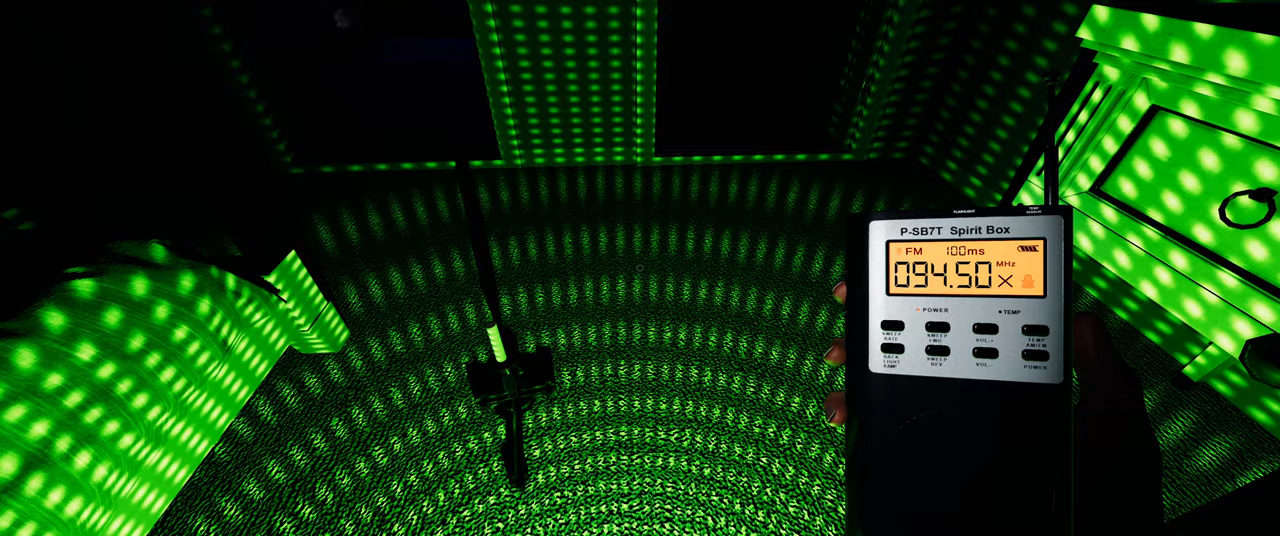 FLASHLIGHT
TEMP SENSOR
P-SB7T Spirit Box
FM 100ms
094.50 MHz X
POWER
TEMP
SWEEP RATE
SWEEP FWD
VOL.+
TEMP AM/FM
BACK LIGHT
SWEEP REV
VOL.-
POWER